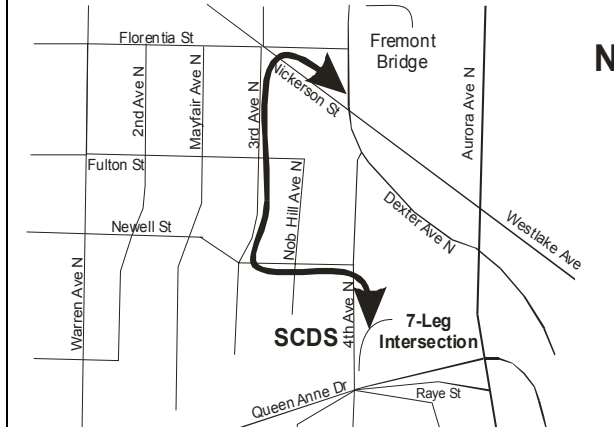 Florentia St
Fremont
Bridge
N
Nickerson St
2nd Ave N
Mayfair Ave N
3rd Ave N
Aurora Ave N
Fulton St
Nob Hill Ave N
Dexter Ave N
Westlake Ave
Newell St
Warren Ave N
4th Ave N
SCDS
7-Leg
Intersection
Queen Anne Dr
Raye St